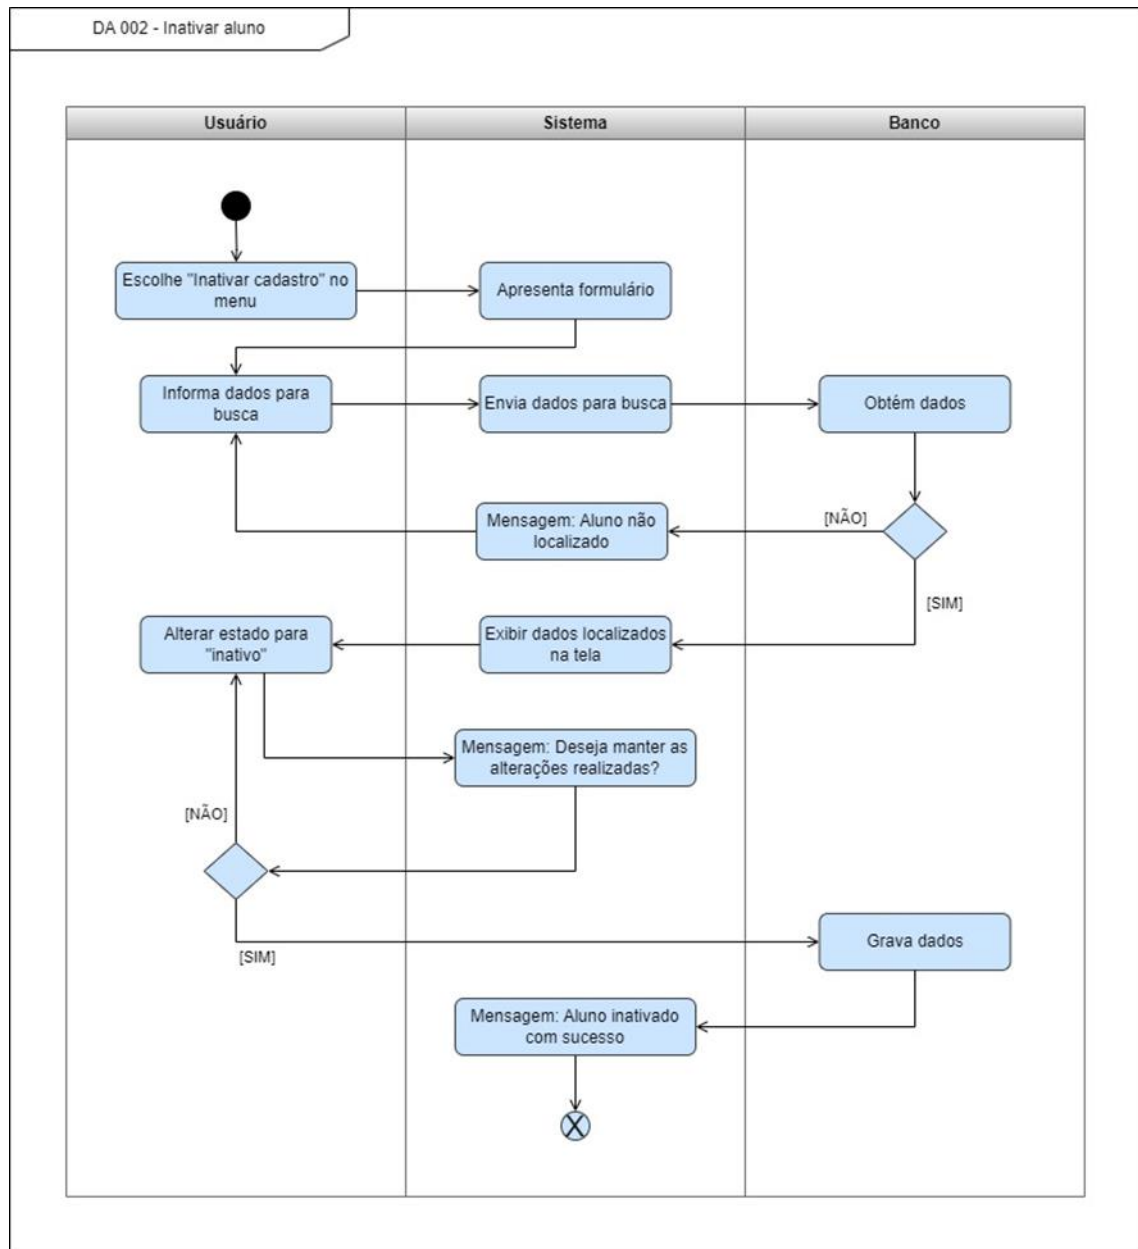 DA 002 - Inativar aluno
Usuário
Sistema
Banco
Escolhe "Inativar cadastro" no
menu
Apresenta formulário
Informa dados para
busca
Envia dados para busca
Obtém dados
Mensagem: Aluno não
localizado
[NÃO]
[SIM]
Alterar estado para
"inativo"
Exibir dados localizados
na tela
Mensagem: Deseja manter as
alterações realizadas?
[NÃO]
[SIM]
Grava dados
Mensagem: Aluno inativado
com sucesso